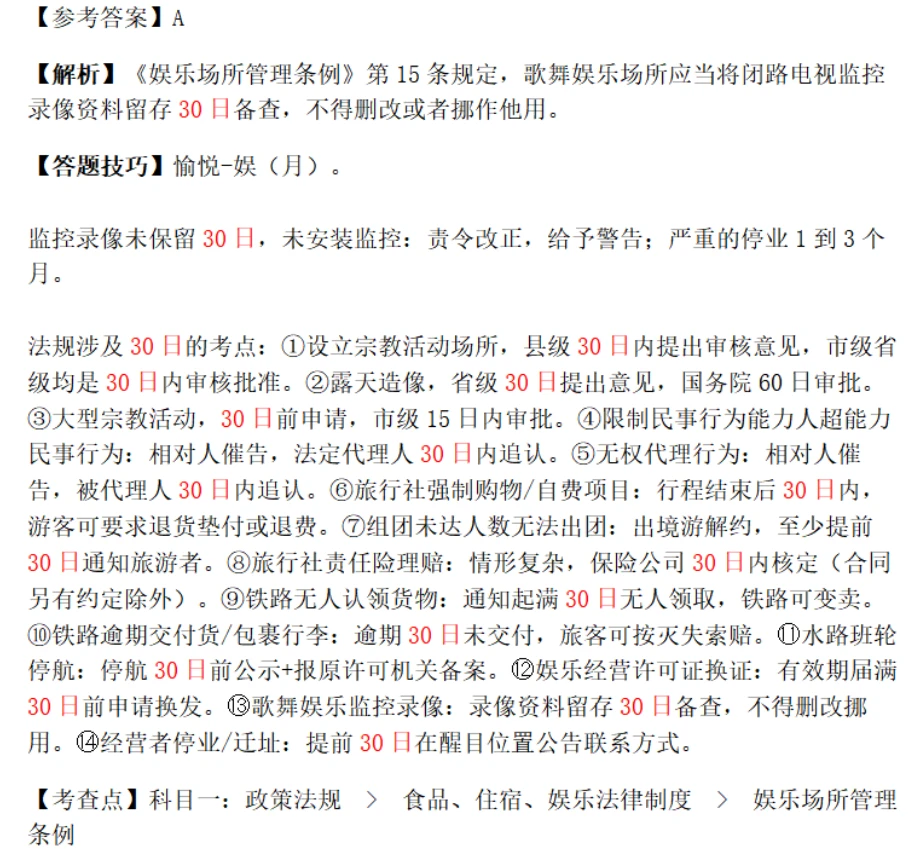 【参考答案】A
【解析】《娱乐场所管理条例》第 15 条规定，歌舞娱乐场所应当将闭路电视监控
录像资料留存 30 日备查，不得删改或者挪作他用。
【答题技巧】愉悦-娱（月）。
监控录像未保留 30 日，未安装监控：责令改正，给予警告；严重的停业 1 到 3 个
月。
法规涉及 30 日的考点：①设立宗教活动场所，县级 30 日内提出审核意见，市级省
级均是 30 日内审核批准。②露天造像，省级 30 日提出意见，国务院 60 日审批。
③大型宗教活动，30 日前申请，市级 15 日内审批。④限制民事行为能力人超能力
民事行为：相对人催告，法定代理人 30 日内追认。⑤无权代理行为：相对人催
告，被代理人 30 日内追认。⑥旅行社强制购物/自费项目：行程结束后 30 日内，
游客可要求退货垫付或退费。⑦组团未达人数无法出团：出境游解约，至少提前
30 日通知旅游者。⑧旅行社责任险理赔：情形复杂，保险公司 30 日内核定（合同
另有约定除外）。⑨铁路无人认领货物：通知起满 30 日无人领取，铁路可变卖。
⑩铁路逾期交付货/包裹行李：逾期 30 日未交付，旅客可按灭失索赔。⑪水路班轮
停航：停航 30 日前公示+报原许可机关备案。⑫娱乐经营许可证换证：有效期届满
30 日前申请换发。⑬歌舞娱乐监控录像：录像资料留存 30 日备查，不得删改挪
用。⑭经营者停业/迁址：提前 30 日在醒目位置公告联系方式。
【考查点】科目一：政策法规 > 食品、住宿、娱乐法律制度 > 娱乐场所管理
条例